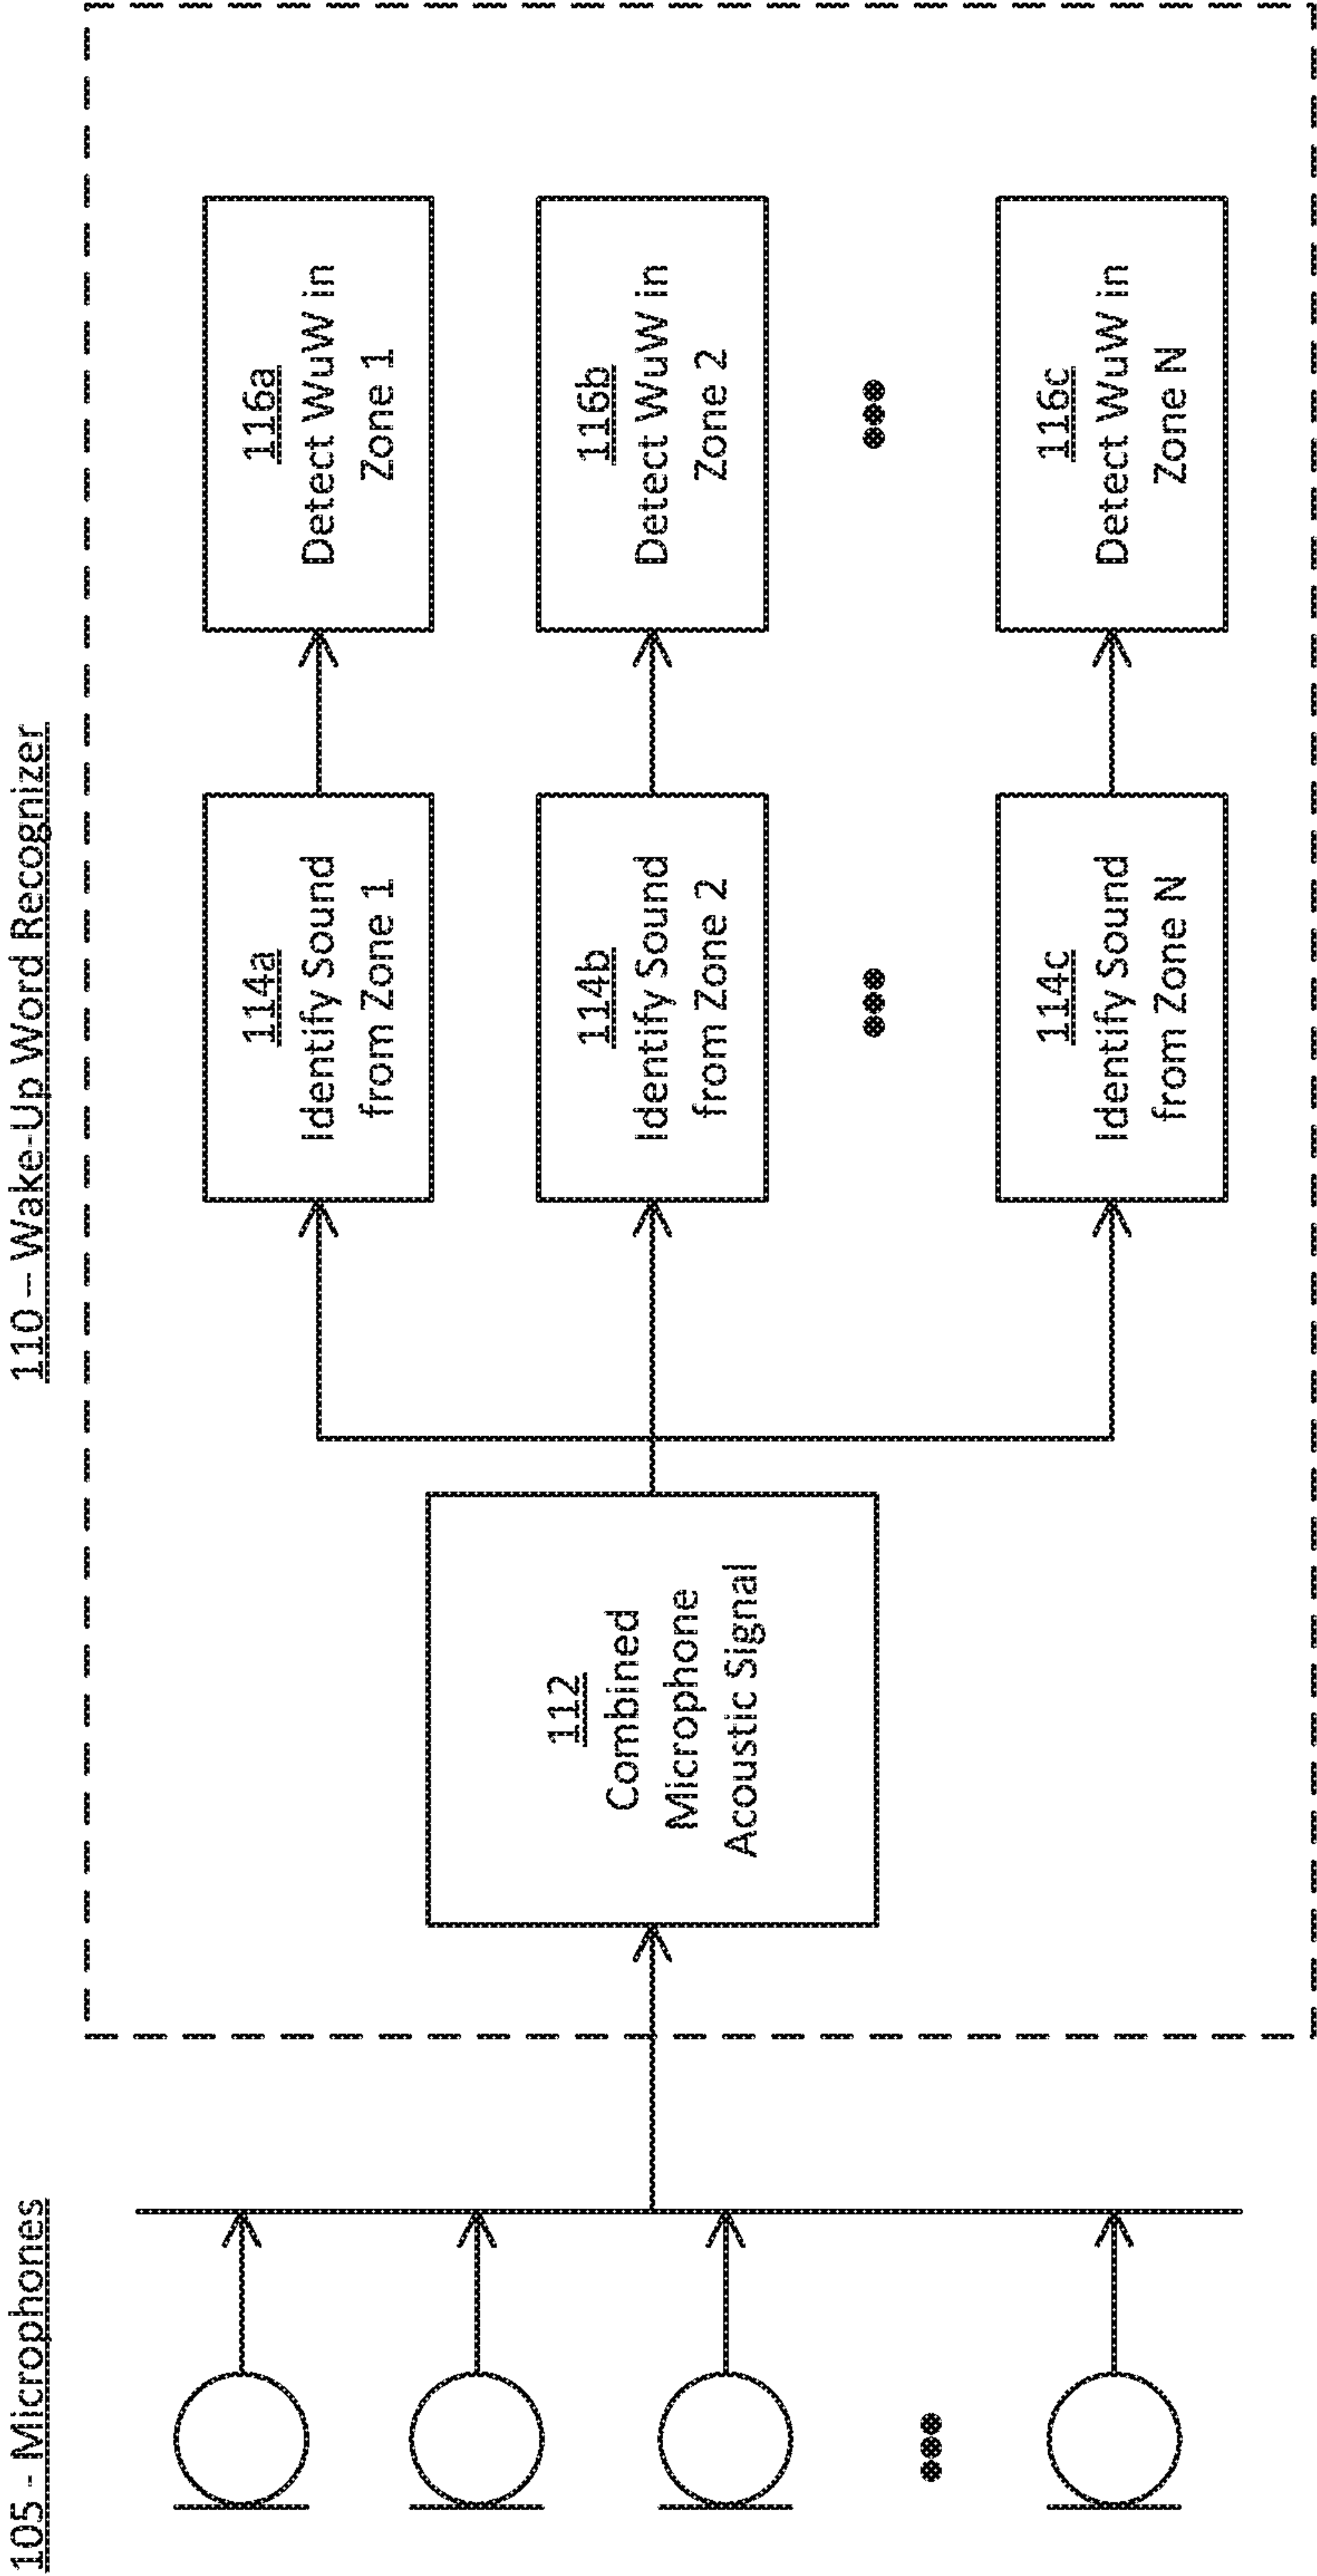 105 - Microphones
110 – Wake-Up Word Recognizer
112
Combined
Microphone
Acoustic Signal
114a
Identify Sound
from Zone 1
116a
Detect WuW in
Zone 1
114b
Identify Sound
from Zone 2
116b
Detect WuW in
Zone 2
114c
Identify Sound
from Zone N
116c
Detect WuW in
Zone N